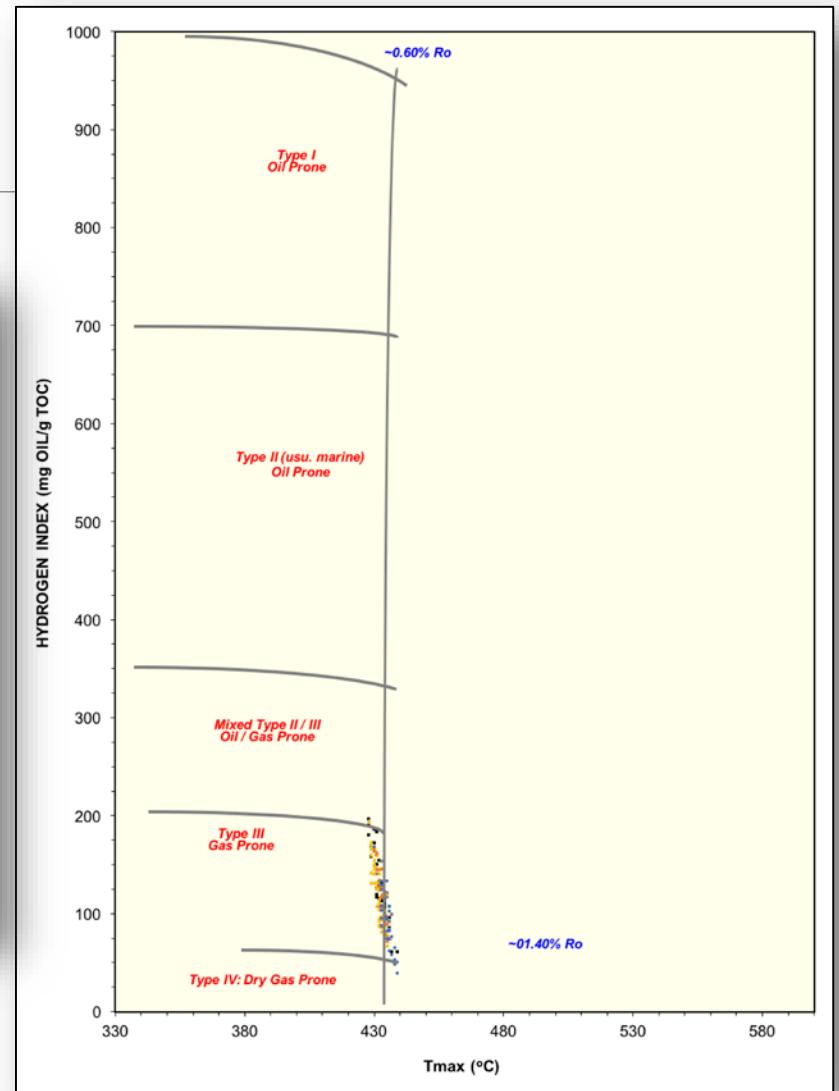 1000
~0.60% Ro
900
Type I
Oil Prone
800
700
600
Type II (usu. marine)
Oil Prone
500
HYDROGEN INDEX (mg OIL/g TOC)
400
300
Mixed Type II / III
Oil / Gas Prone
200
Type III
Gas Prone
100
~01.40% Ro
Type IV: Dry Gas Prone
0
330 380 430 480 530 580
Tmax (ºC)